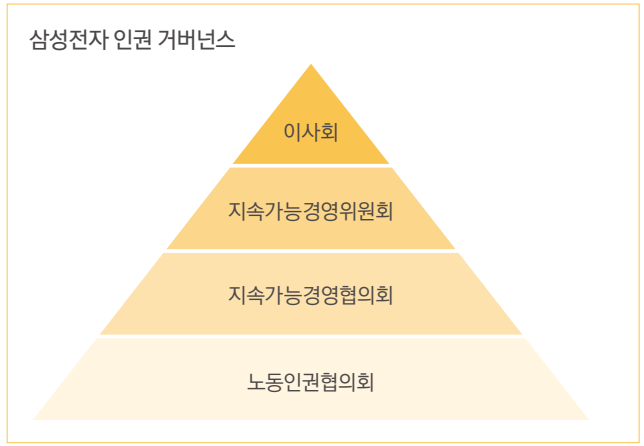 삼성전자 인권 거버넌스
이사회
지속가능경영위원회
지속가능경영협의회
노동인권협의회